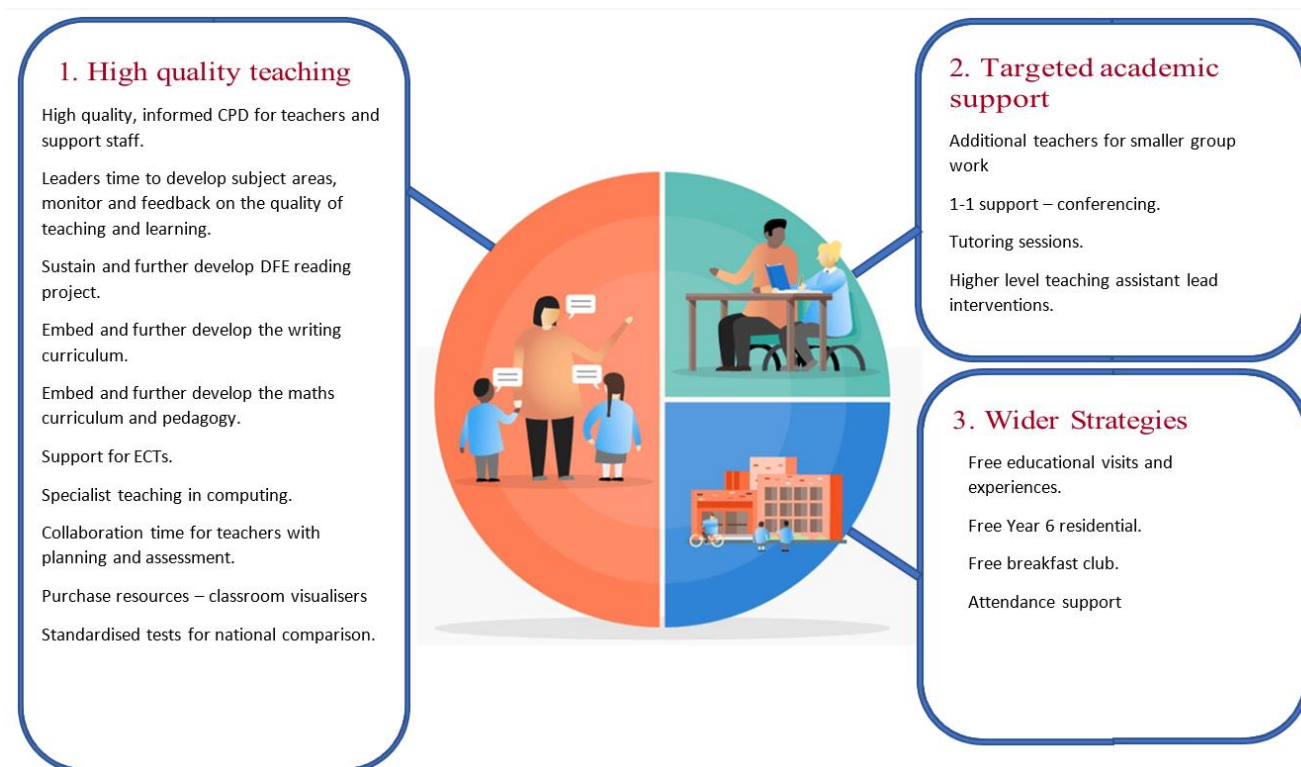 1. High quality teaching
High quality, informed CPD for teachers and
support staff.
Leaders time to develop subject areas,
monitor and feedback on the quality of
teaching and learning.
Sustain and further develop DFE reading
project.
Embed and further develop the writing
curriculum.
Embed and further develop the maths
curriculum and pedagogy.
Support for ECTs.
Specialist teaching in computing.
Collaboration time for teachers with
planning and assessment.
Purchase resources – classroom visualisers
Standardised tests for national comparison.
2. Targeted academic
support
Additional teachers for smaller group
work
1-1 support – conferencing.
Tutoring sessions.
Higher level teaching assistant lead
interventions.
3. Wider Strategies
Free educational visits and
experiences.
Free Year 6 residential.
Free breakfast club.
Attendance support